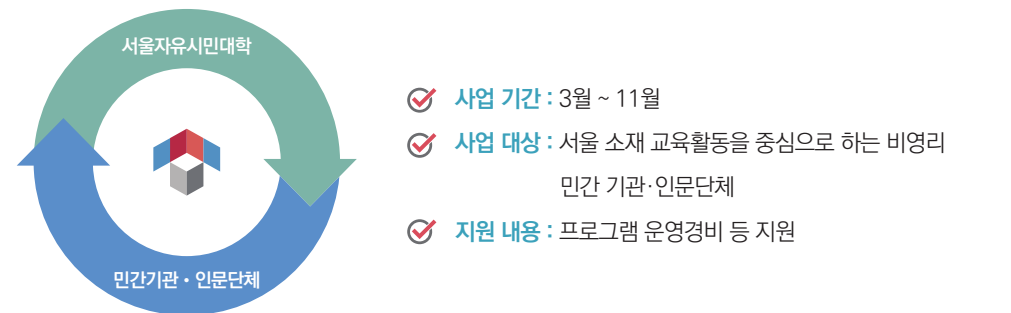 서울자유시민대학
민간기관・인문단체
사업 기간 : 3월 ~ 11월
사업 대상 : 서울 소재 교육활동을 중심으로 하는 비영리
민간 기관·인문단체
지원 내용 : 프로그램 운영경비 등 지원